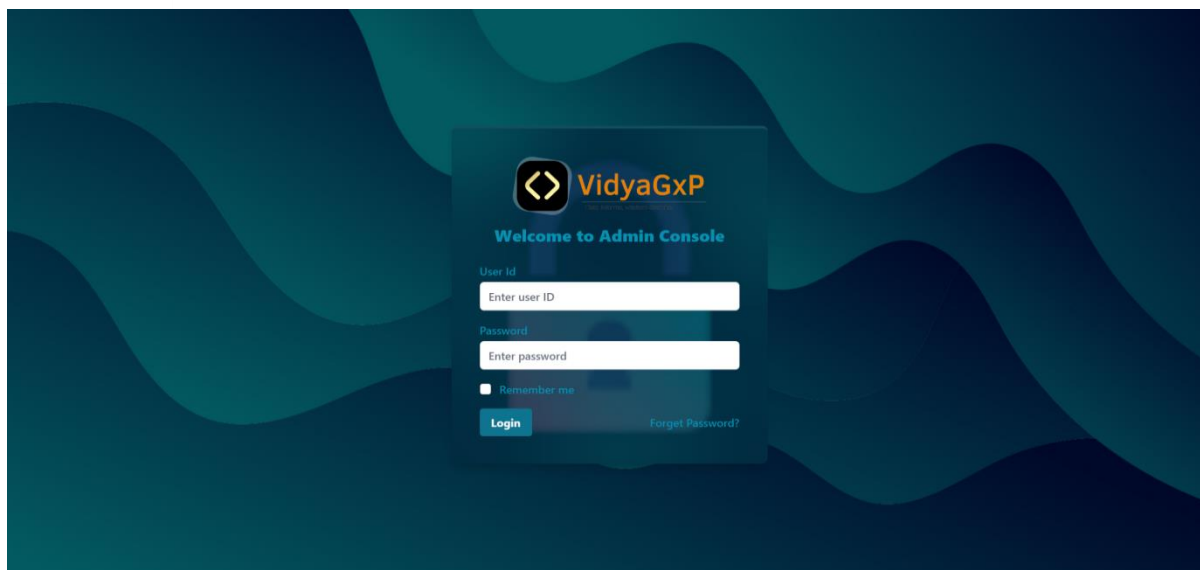 VidyaGxP
Welcome to Admin Console
User Id
Enter user ID
Password
Enter password
Remember me
Login
Forget Password?